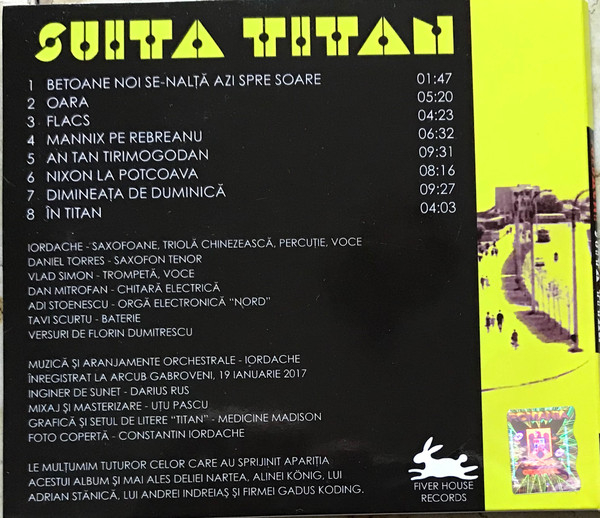 SUITA TITAN
1 BETOANE NOI SE-NALȚĂ AZI SPRE SOARE 01:47
2 OARA 05:20
3 FLACS 04:23
4 MANNIX PE REBREANU 06:32
5 AN TAN TIRIMOGODAN 09:31
6 NIXON LA POTCOAVA 08:16
7 DIMINEAȚA DE DUMINICĂ 09:27
8 ÎN TITAN 04:03
IORDACHE - SAXOFOANE, TRIOLĂ CHINEZEASCĂ, PERCUȚIE, VOCE
DANIEL TORRES - SAXOFON TENOR
VLAD SIMON - TROMPETĂ, VOCE
DAN MITROFAN - CHITARĂ ELECTRICĂ
ADI STOENESCU - ORGĂ ELECTRONICĂ "NORD"
TAVI SCURTU - BATERIE
VERSURI DE FLORIN DUMITRESCU
MUZICĂ ȘI ARANJAMENTE ORCHESTRALE - IORDACHE
ÎNREGISTRAT LA ARCUB GABROVENI, 19 IANUARIE 2017
INGINER DE SUNET - DARIUS RUS
MIXAJ ȘI MASTERIZARE - UȚU PASCU
GRAFICĂ ȘI SETUL DE LITERE "TITAN" - MEDICINE MADISON
FOTO COPERTĂ - CONSTANTIN IORDACHE
LE MULȚUMIM TUTUROR CELOR CARE AU SPRIJINIT APARIȚIA
ACESTUI ALBUM ȘI MAI ALES DELIEI NARTEA, ALINEI KÖNIG, LUI
ADRIAN STĂNICĂ, LUI ANDREI INDREIAȘ ȘI FIRMEI GADUS KODING.
FIVER HOUSE
RECORDS